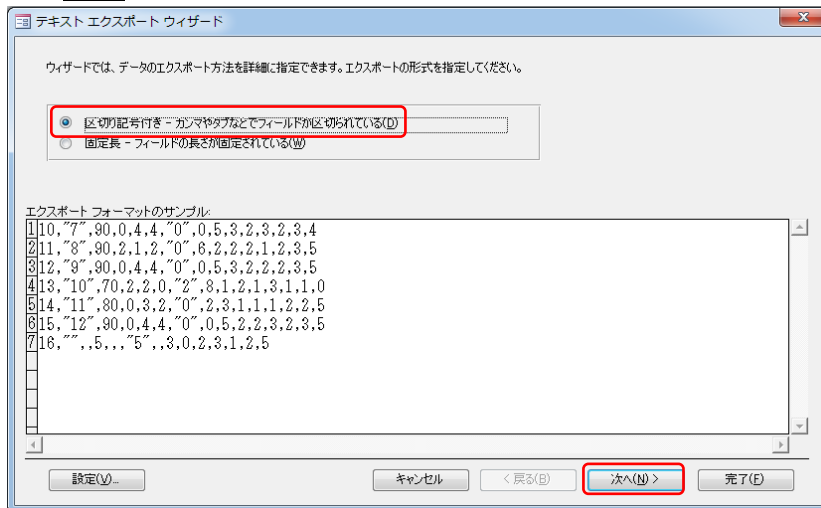 テキスト エクスポート ウィザード
ウィザードでは、データのエクスポート方法を詳細に指定できます。エクスポートの形式を指定してください。
区切り記号付き - カンマやタブなどでフィールドが区切られている(D)
固定長 - フィールドの長さが固定されている(W)
エクスポート フォーマットのサンプル:
1 10,"7",90,0,4,4,"0",0,5,3,2,3,2,3,4
2 11,"8",90,2,1,2,"0",6,2,2,2,1,2,3,5
3 12,"9",90,0,4,4,"0",0,5,3,2,2,2,3,5
4 13,"10",70,2,2,0,"2",8,1,2,1,3,1,1,0
5 14,"11",80,0,3,2,"0",2,3,1,1,1,2,2,5
6 15,"12",90,0,4,4,"0",0,5,2,2,3,2,3,5
7 16,"",,5,,,"5",,3,0,2,3,1,2,5
設定(V)... キャンセル < 戻る(B) 次へ(N) > 完了(F)